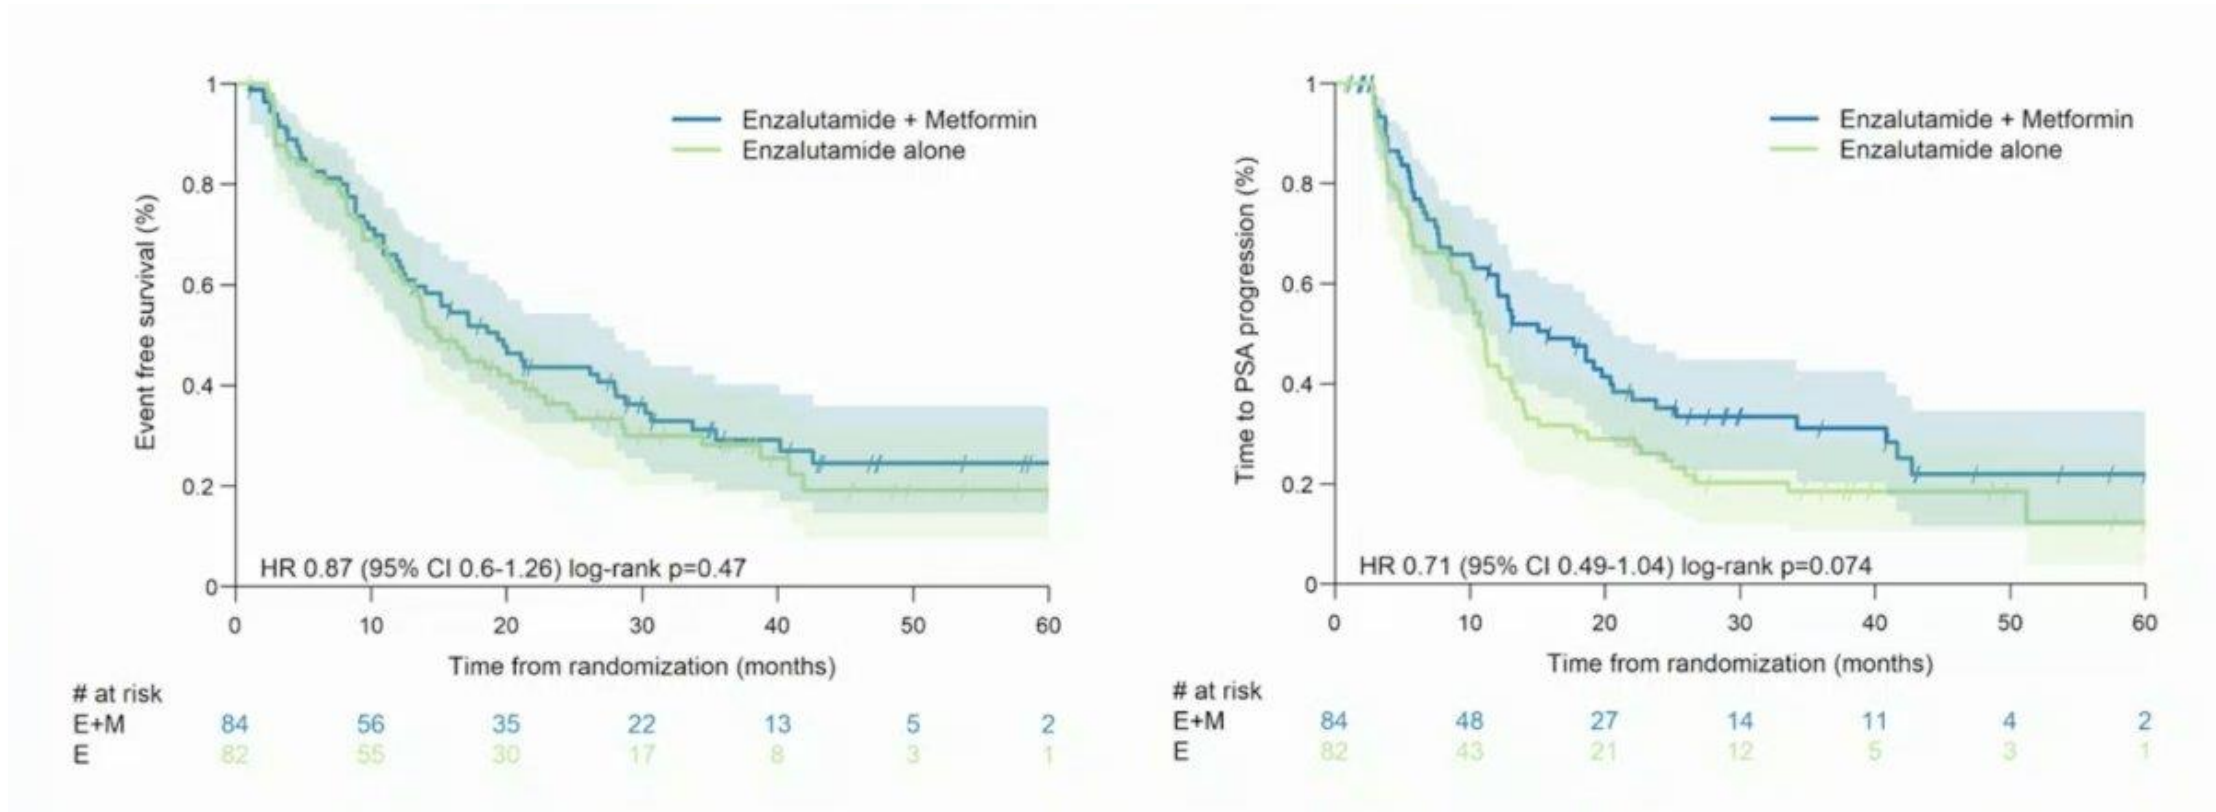 Event free survival (%)
1
0.8
0.6
0.4
0.2
0
Enzalutamide + Metformin
Enzalutamide alone
HR 0.87 (95% CI 0.6-1.26) log-rank p=0.47
0 10 20 30 40 50 60
Time from randomization (months)
# at risk
E+M 84 56 35 22 13 5 2
E 82 55 30 17 8 3 1
Time to PSA progression (%)
1
0.8
0.6
0.4
0.2
0
Enzalutamide + Metformin
Enzalutamide alone
HR 0.71 (95% CI 0.49-1.04) log-rank p=0.074
0 10 20 30 40 50 60
Time from randomization (months)
# at risk
E+M 84 48 27 14 11 4 2
E 82 43 21 12 5 3 1